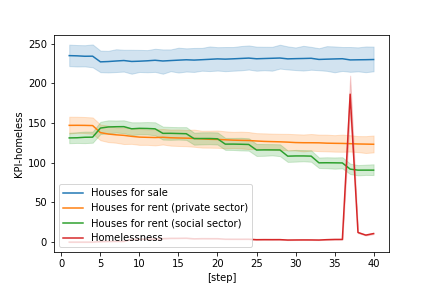 250
200
150
100
50
0
KPI-homeless
Houses for sale
Houses for rent (private sector)
Houses for rent (social sector)
Homelessness
0 5 10 15 20 25 30 35 40
[step]